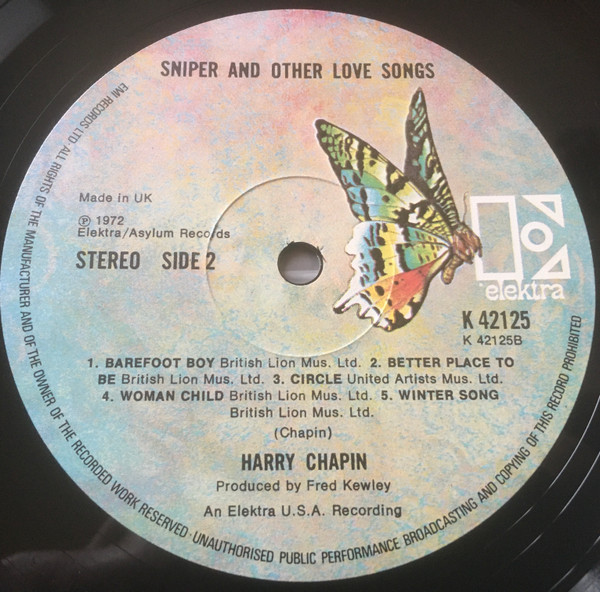 SNIPER AND OTHER LOVE SONGS
Made in UK
℗ 1972
Elektra/Asylum Records
STEREO SIDE 2
elektra
K 42125
K 42125B
1. BAREFOOT BOY British Lion Mus. Ltd. 2. BETTER PLACE TO
BE British Lion Mus. Ltd. 3. CIRCLE United Artists Mus. Ltd.
4. WOMAN CHILD British Lion Mus. Ltd. 5. WINTER SONG
British Lion Mus. Ltd.
(Chapin)
HARRY CHAPIN
Produced by Fred Kewley
An Elektra U.S.A. Recording
EMI RECORDS LTD ALL RIGHTS OF THE MANUFACTURER AND OF THE OWNER OF THE RECORDED WORK RESERVED · UNAUTHORISED PUBLIC PERFORMANCE BROADCASTING AND COPYING OF THIS RECORD PROHIBITED